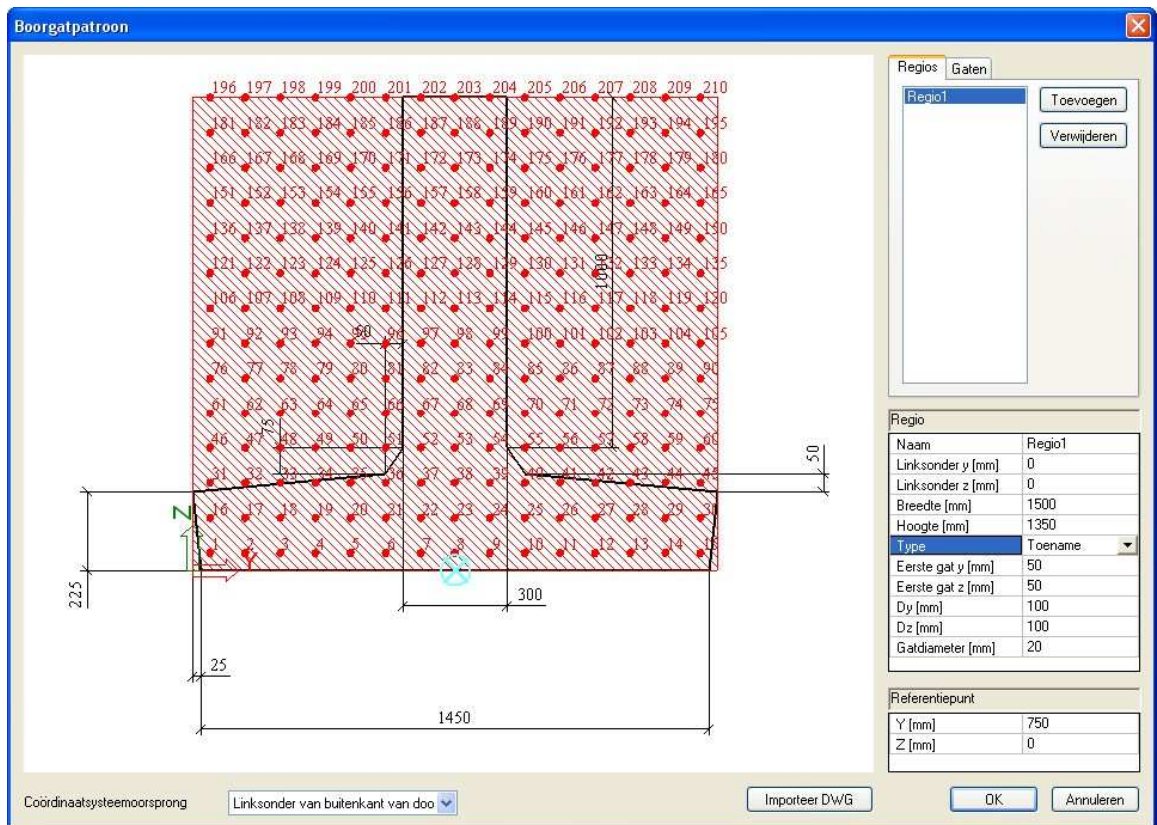 Boorgatpatroon
Regios Gaten
Regio1
Toevoegen
Verwijderen
196 197 198 199 200 201 202 203 204 205 206 207 208 209 210
181 182 183 184 185 186 187 188 189 190 191 192 193 194 195
166 167 168 169 170 171 172 173 174 175 176 177 178 179 180
151 152 153 154 155 156 157 158 159 160 161 162 163 164 165
136 137 138 139 140 141 142 143 144 145 146 147 148 149 150
121 122 123 124 125 126 127 128 129 130 131 132 133 134 135
1000
106 107 108 109 110 111 112 113 114 115 116 117 118 119 120
91 92 93 94 95 96 97 98 99 100 101 102 103 104 105
50
76 77 78 79 80 81 82 83 84 85 86 87 88 89 90
61 62 63 64 65 66 67 68 69 70 71 72 73 74 75
75
46 47 48 49 50 51 52 53 54 55 56 57 58 59 60
50
31 32 33 34 35 36 37 38 39 40 41 42 43 44 45
16 17 18 19 20 21 22 23 24 25 26 27 28 29 30
Z
1 2 3 4 5 6 7 8 9 10 11 12 13 14 15
Y
225
300
25
1450
Regio
Naam Regio1
Linksonder y [mm] 0
Linksonder z [mm] 0
Breedte [mm] 1500
Hoogte [mm] 1350
Type Toename
Eerste gat y [mm] 50
Eerste gat z [mm] 50
Dy [mm] 100
Dz [mm] 100
Gatdiameter [mm] 20
Referentiepunt
Y [mm] 750
Z [mm] 0
Coördinaatsysteemoorsprong
Linksonder van buitenkant van doo
Importeer DWG
OK
Annuleren